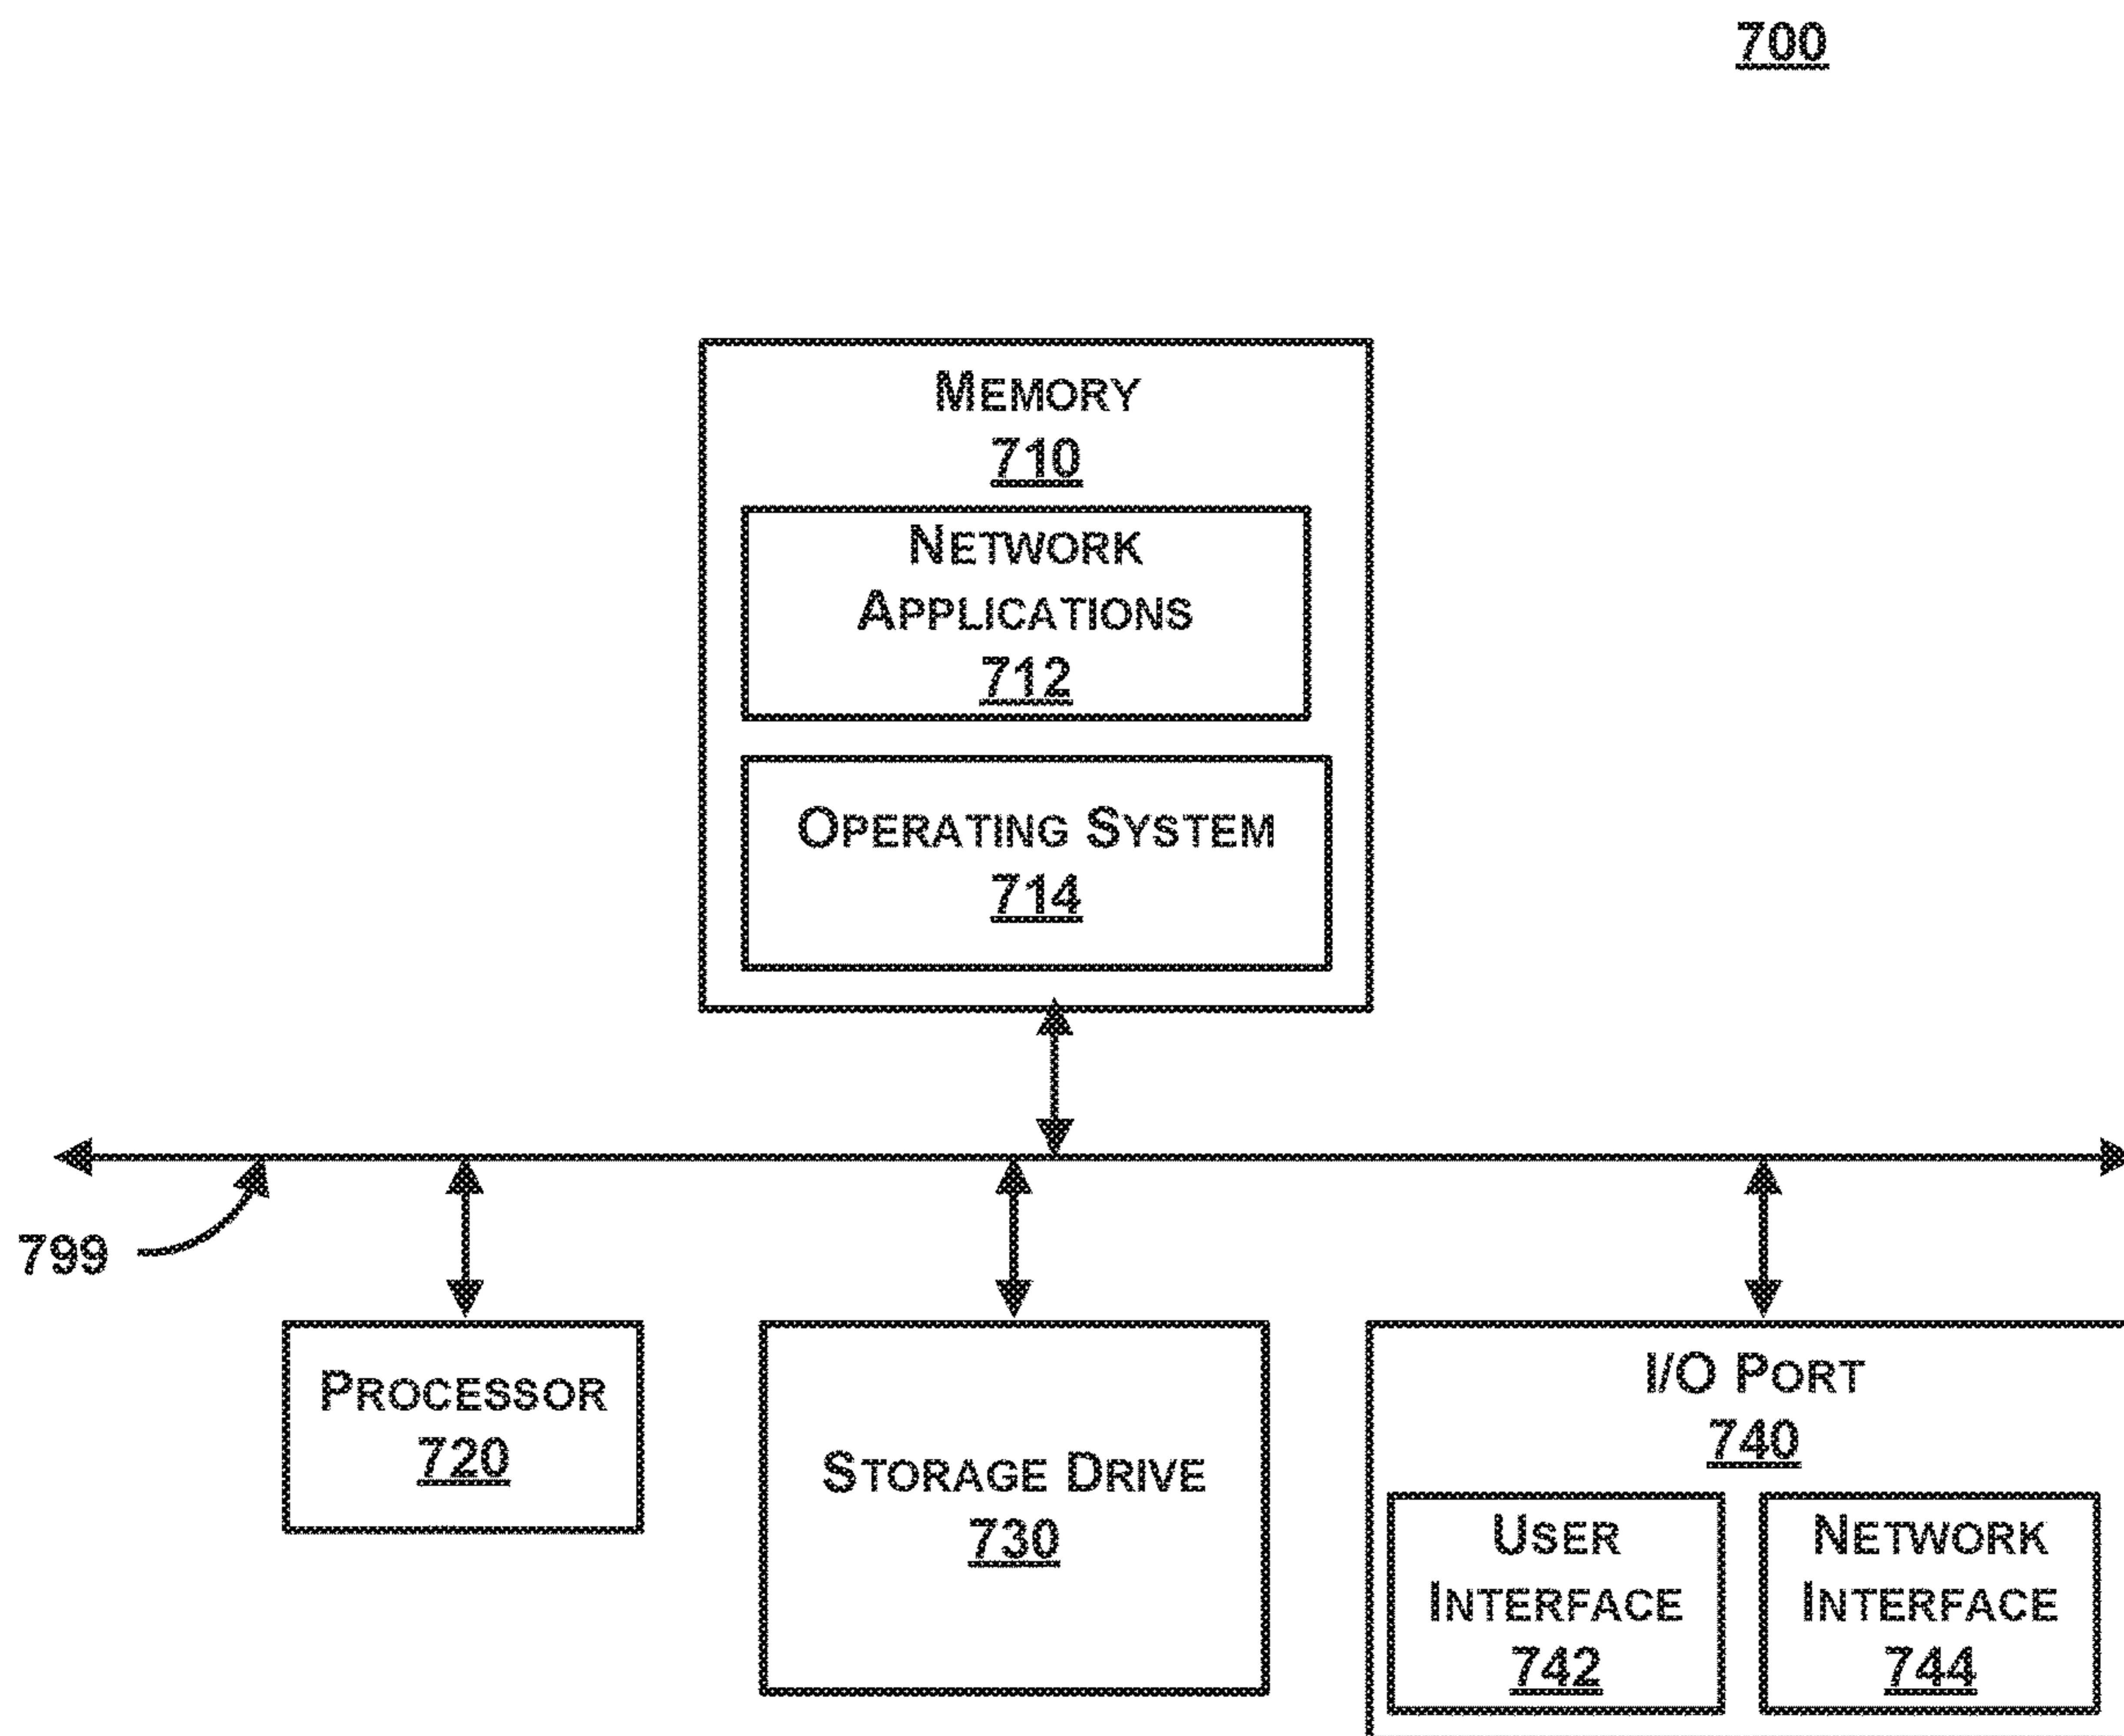 700
MEMORY
710
NETWORK
APPLICATIONS
712
OPERATING SYSTEM
714
799
PROCESSOR
720
STORAGE DRIVE
730
I/O PORT
740
USER
INTERFACE
742
NETWORK
INTERFACE
744